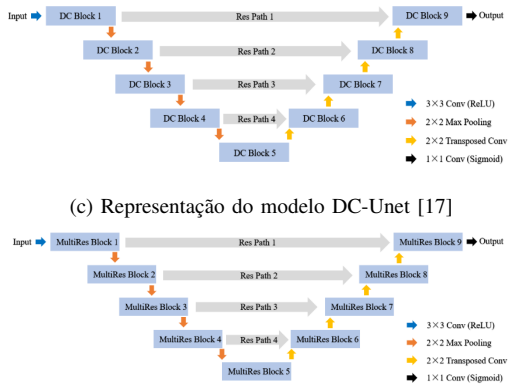 Input DC Block 1 Res Path 1 DC Block 9 Output
DC Block 2 Res Path 2 DC Block 8
DC Block 3 Res Path 3 DC Block 7
DC Block 4 Res Path 4 DC Block 6
DC Block 5
3×3 Conv (ReLU)
2×2 Max Pooling
2×2 Transposed Conv
1×1 Conv (Sigmoid)
(c) Representação do modelo DC-Unet [17]
Input MultiRes Block 1 Res Path 1 MultiRes Block 9 Output
MultiRes Block 2 Res Path 2 MultiRes Block 8
MultiRes Block 3 Res Path 3 MultiRes Block 7
MultiRes Block 4 Res Path 4 MultiRes Block 6
MultiRes Block 5
3×3 Conv (ReLU)
2×2 Max Pooling
2×2 Transposed Conv
1×1 Conv (Sigmoid)